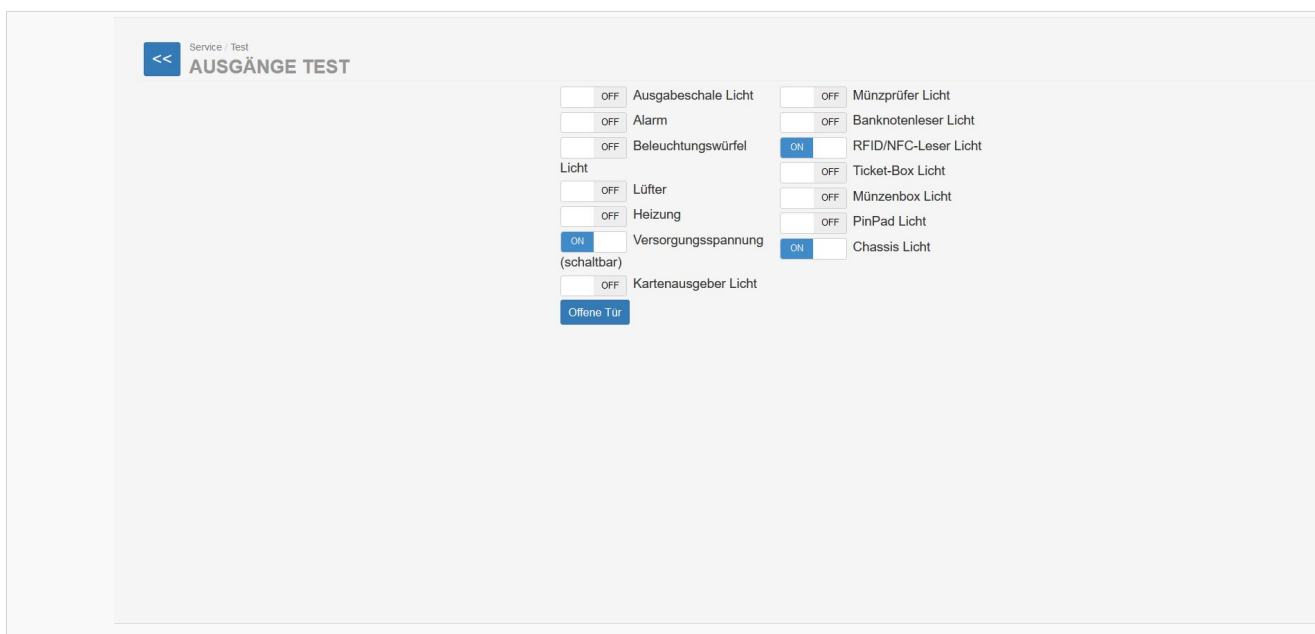 <<
Service / Test
AUSGÄNGE TEST
OFF Ausgabeschale Licht
OFF Alarm
OFF Beleuchtungswürfel
Licht
OFF Lüfter
OFF Heizung
ON Versorgungsspannung
(schaltbar)
OFF Kartenausgeber Licht
Offene Tür
OFF Münzprüfer Licht
OFF Banknotenleser Licht
ON RFID/NFC-Leser Licht
OFF Ticket-Box Licht
OFF Münzenbox Licht
OFF PinPad Licht
ON Chassis Licht